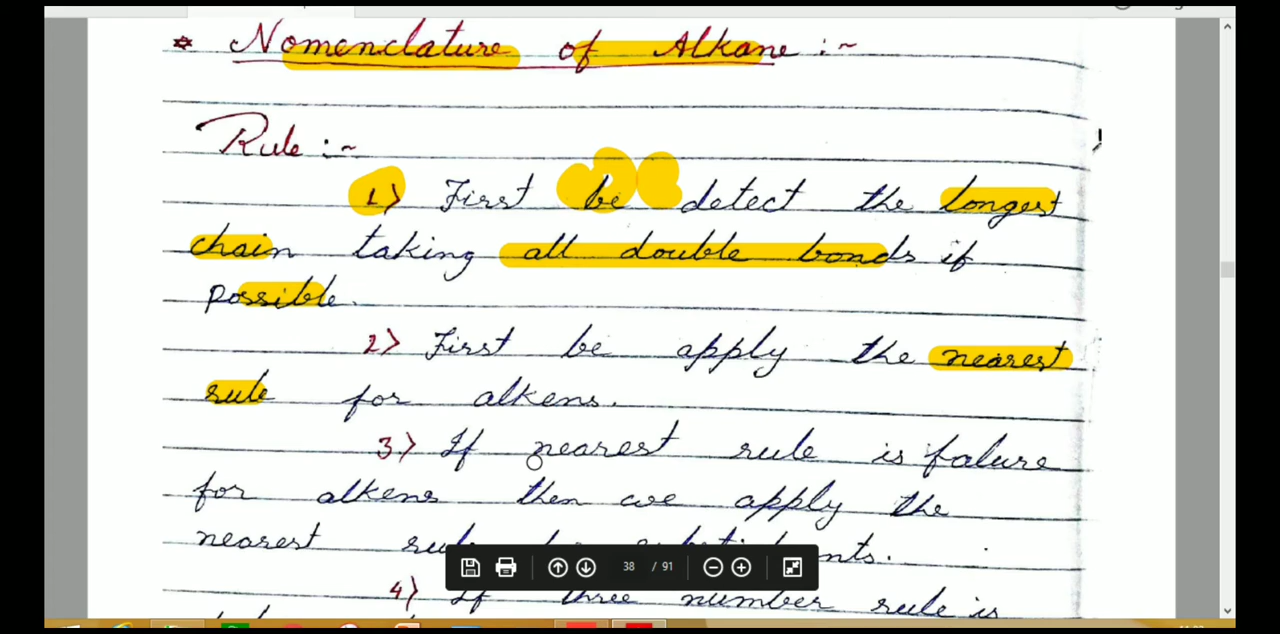 * Nomenclature of Alkane :~
Rule :~
1) First be detect the longest
chain taking all double bonds if
possible.
2) First be apply the nearest
rule for alkens.
3.) If nearest rule is falure
for alkens then we apply the
nearest
38 / 91
4) If three number rule is